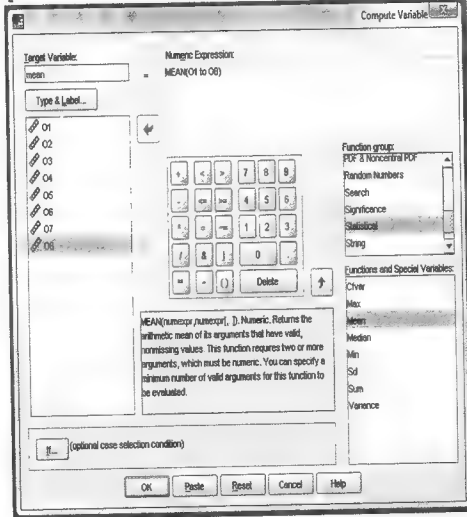 Compute Variable
Target Variable:
mean
=
Numeric Expression:
MEAN(O1 to O8)
Type & Label...
O1
O2
O3
O4
O5
O6
O7
O8
+ < > 7 8 9
- <= >= 4 5 6
* = ~= 1 2 3
/ & | 0 .
** ~ () Delete
Function group:
PDF & Noncentral PDF
Random Numbers
Search
Significance
Statistical
String
Functions and Special Variables:
Cfvar
Max
Mean
Median
Min
Sd
Sum
Variance
MEAN(numexpr,numexpr[, ]). Numeric. Returns the
arithmetic mean of its arguments that have valid,
nonmissing values. This function requires two or more
arguments, which must be numeric. You can specify a
minimum number of valid arguments for this function to
be evaluated.
If... (optional case selection condition)
OK Paste Reset Cancel Help